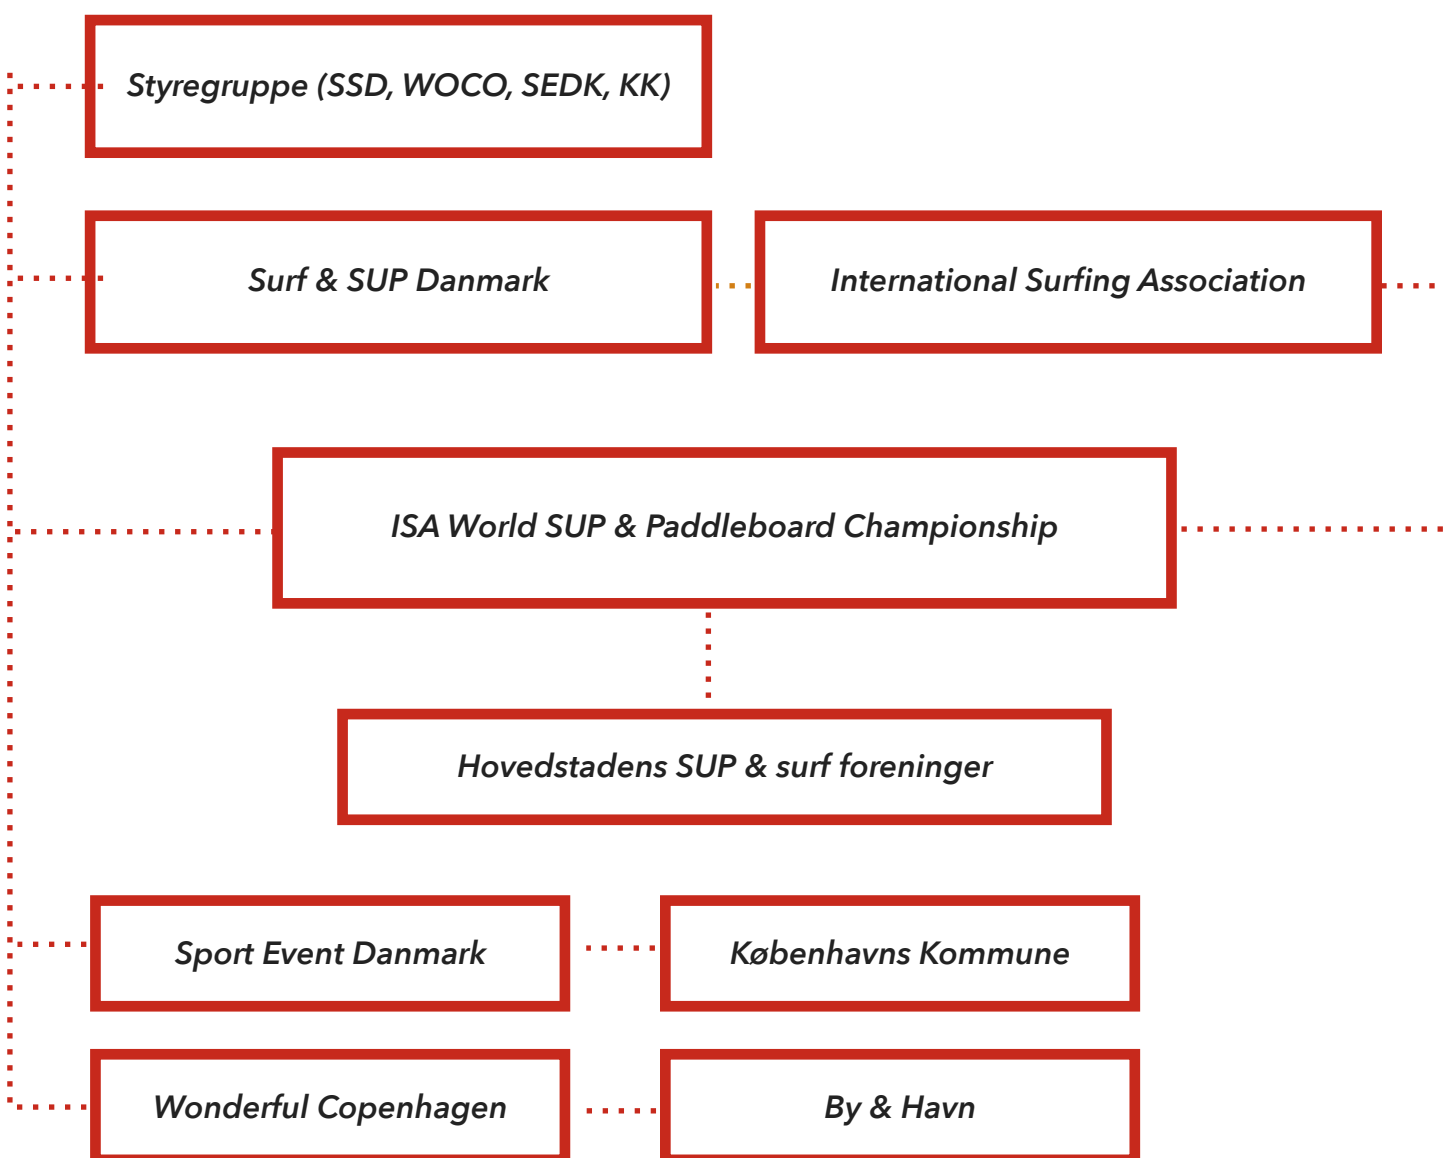 Styregruppe (SSD, WOCO, SEDK, KK)
Surf & SUP Danmark
International Surfing Association
ISA World SUP & Paddleboard Championship
Hovedstadens SUP & surf foreninger
Sport Event Danmark
Københavns Kommune
Wonderful Copenhagen
By & Havn